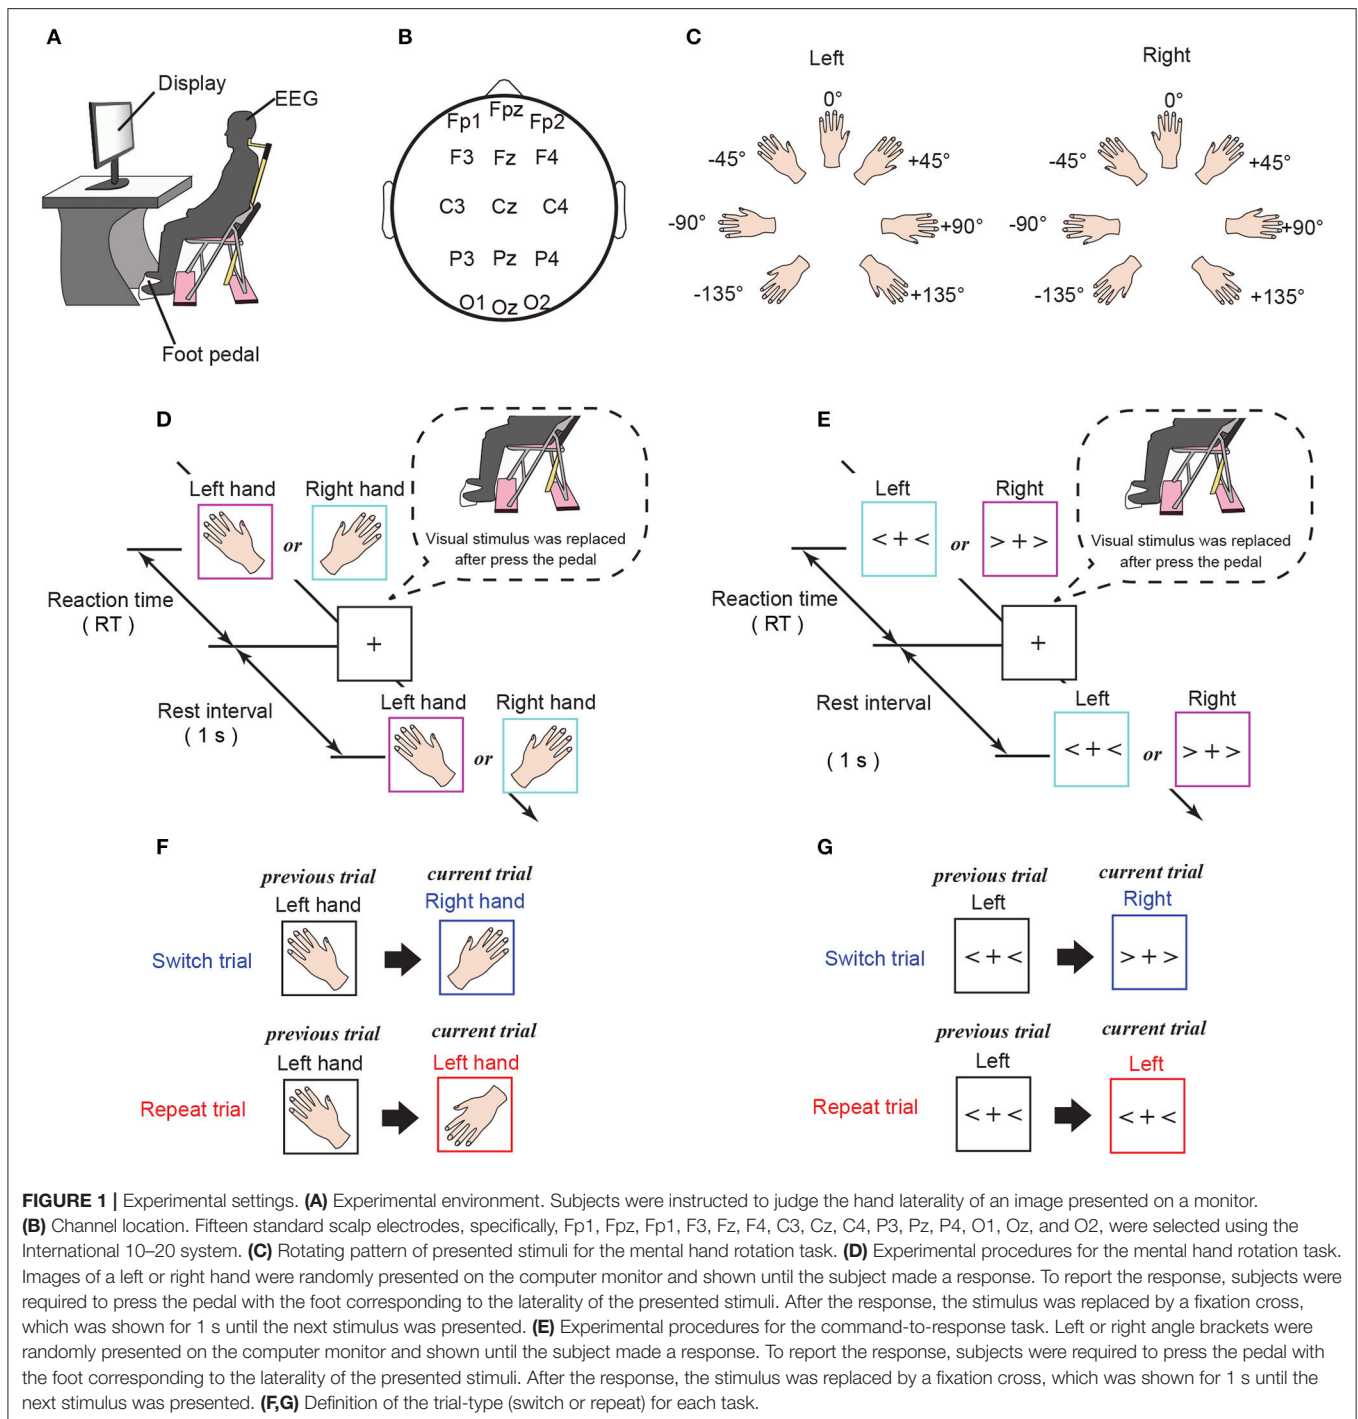 A
Display
EEG
Foot pedal
B
Fpz
Fp1 Fp2
F3 Fz F4
C3 Cz C4
P3 Pz P4
O1 Oz O2
C
Left
0°
-45° +45°
-90° +90°
-135° +135°
Right
0°
-45° +45°
-90° +90°
-135° +135°
D
Left hand or Right hand
Visual stimulus was replaced
after press the pedal
Reaction time
( RT )
+
Rest interval
( 1 s )
Left hand or Right hand
E
Left Right
< + < or > + >
Visual stimulus was replaced
after press the pedal
Reaction time
( RT )
+
Rest interval
( 1 s )
Left Right
< + < or > + >
F
previous trial current trial
Left hand Right hand
Switch trial
previous trial current trial
Left hand Left hand
Repeat trial
G
previous trial current trial
Left Right
Switch trial < + < > + >
previous trial current trial
Left Left
Repeat trial < + < < + <
FIGURE 1 | Experimental settings. (A) Experimental environment. Subjects were instructed to judge the hand laterality of an image presented on a monitor.
(B) Channel location. Fifteen standard scalp electrodes, specifically, Fp1, Fpz, Fp1, F3, Fz, F4, C3, Cz, C4, P3, Pz, P4, O1, Oz, and O2, were selected using the
International 10–20 system. (C) Rotating pattern of presented stimuli for the mental hand rotation task. (D) Experimental procedures for the mental hand rotation task.
Images of a left or right hand were randomly presented on the computer monitor and shown until the subject made a response. To report the response, subjects were
required to press the pedal with the foot corresponding to the laterality of the presented stimuli. After the response, the stimulus was replaced by a fixation cross,
which was shown for 1 s until the next stimulus was presented. (E) Experimental procedures for the command-to-response task. Left or right angle brackets were
randomly presented on the computer monitor and shown until the subject made a response. To report the response, subjects were required to press the pedal with
the foot corresponding to the laterality of the presented stimuli. After the response, the stimulus was replaced by a fixation cross, which was shown for 1 s until the
next stimulus was presented. (F,G) Definition of the trial-type (switch or repeat) for each task.